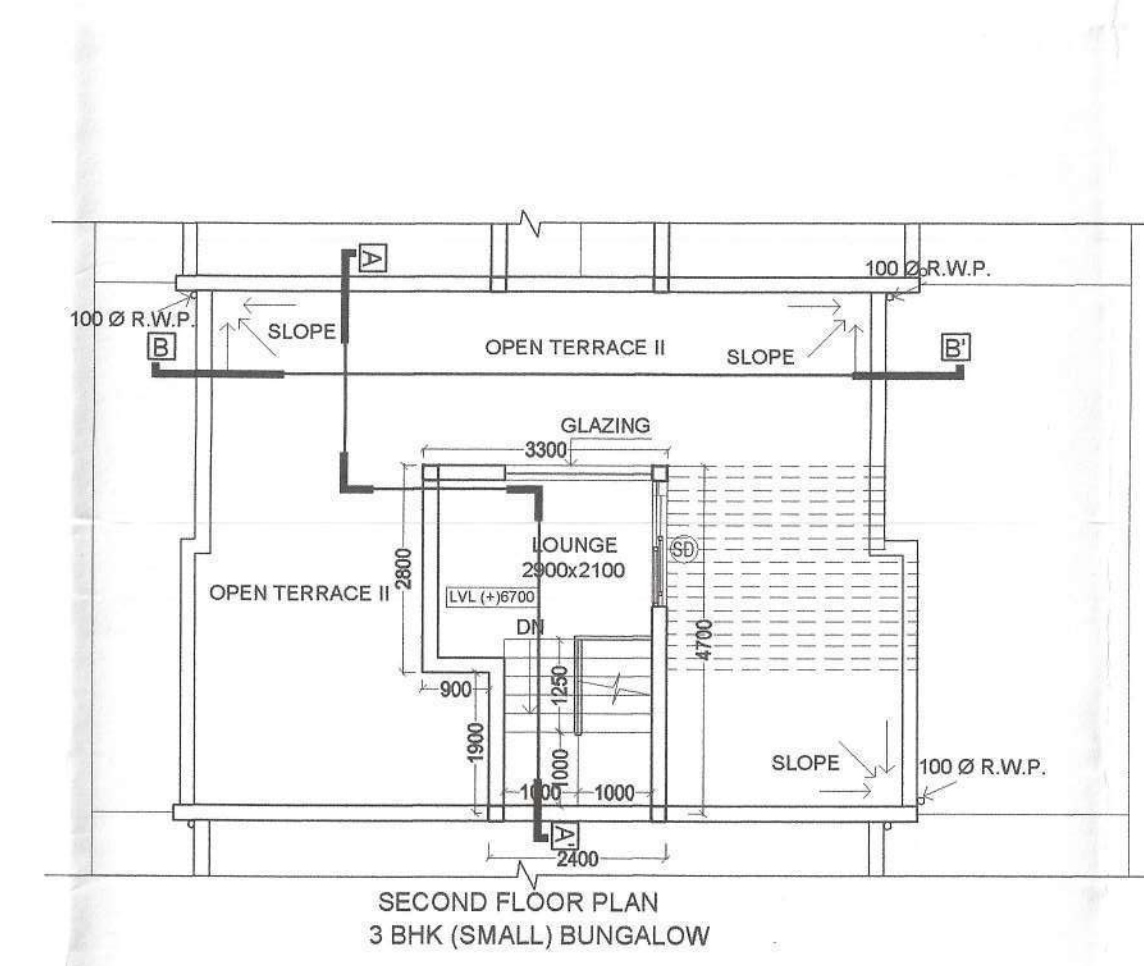 A
100 Ø R.W.P.
100 Ø R.W.P.
SLOPE
B
OPEN TERRACE II
SLOPE
B'
GLAZING
3300
LOUNGE
2900x2100
SD
2800
OPEN TERRACE II
LVL (+)6700
DN
4700
1250
900
1900
1000
SLOPE
100 Ø R.W.P.
1000
1000
A'
2400
SECOND FLOOR PLAN
3 BHK (SMALL) BUNGALOW